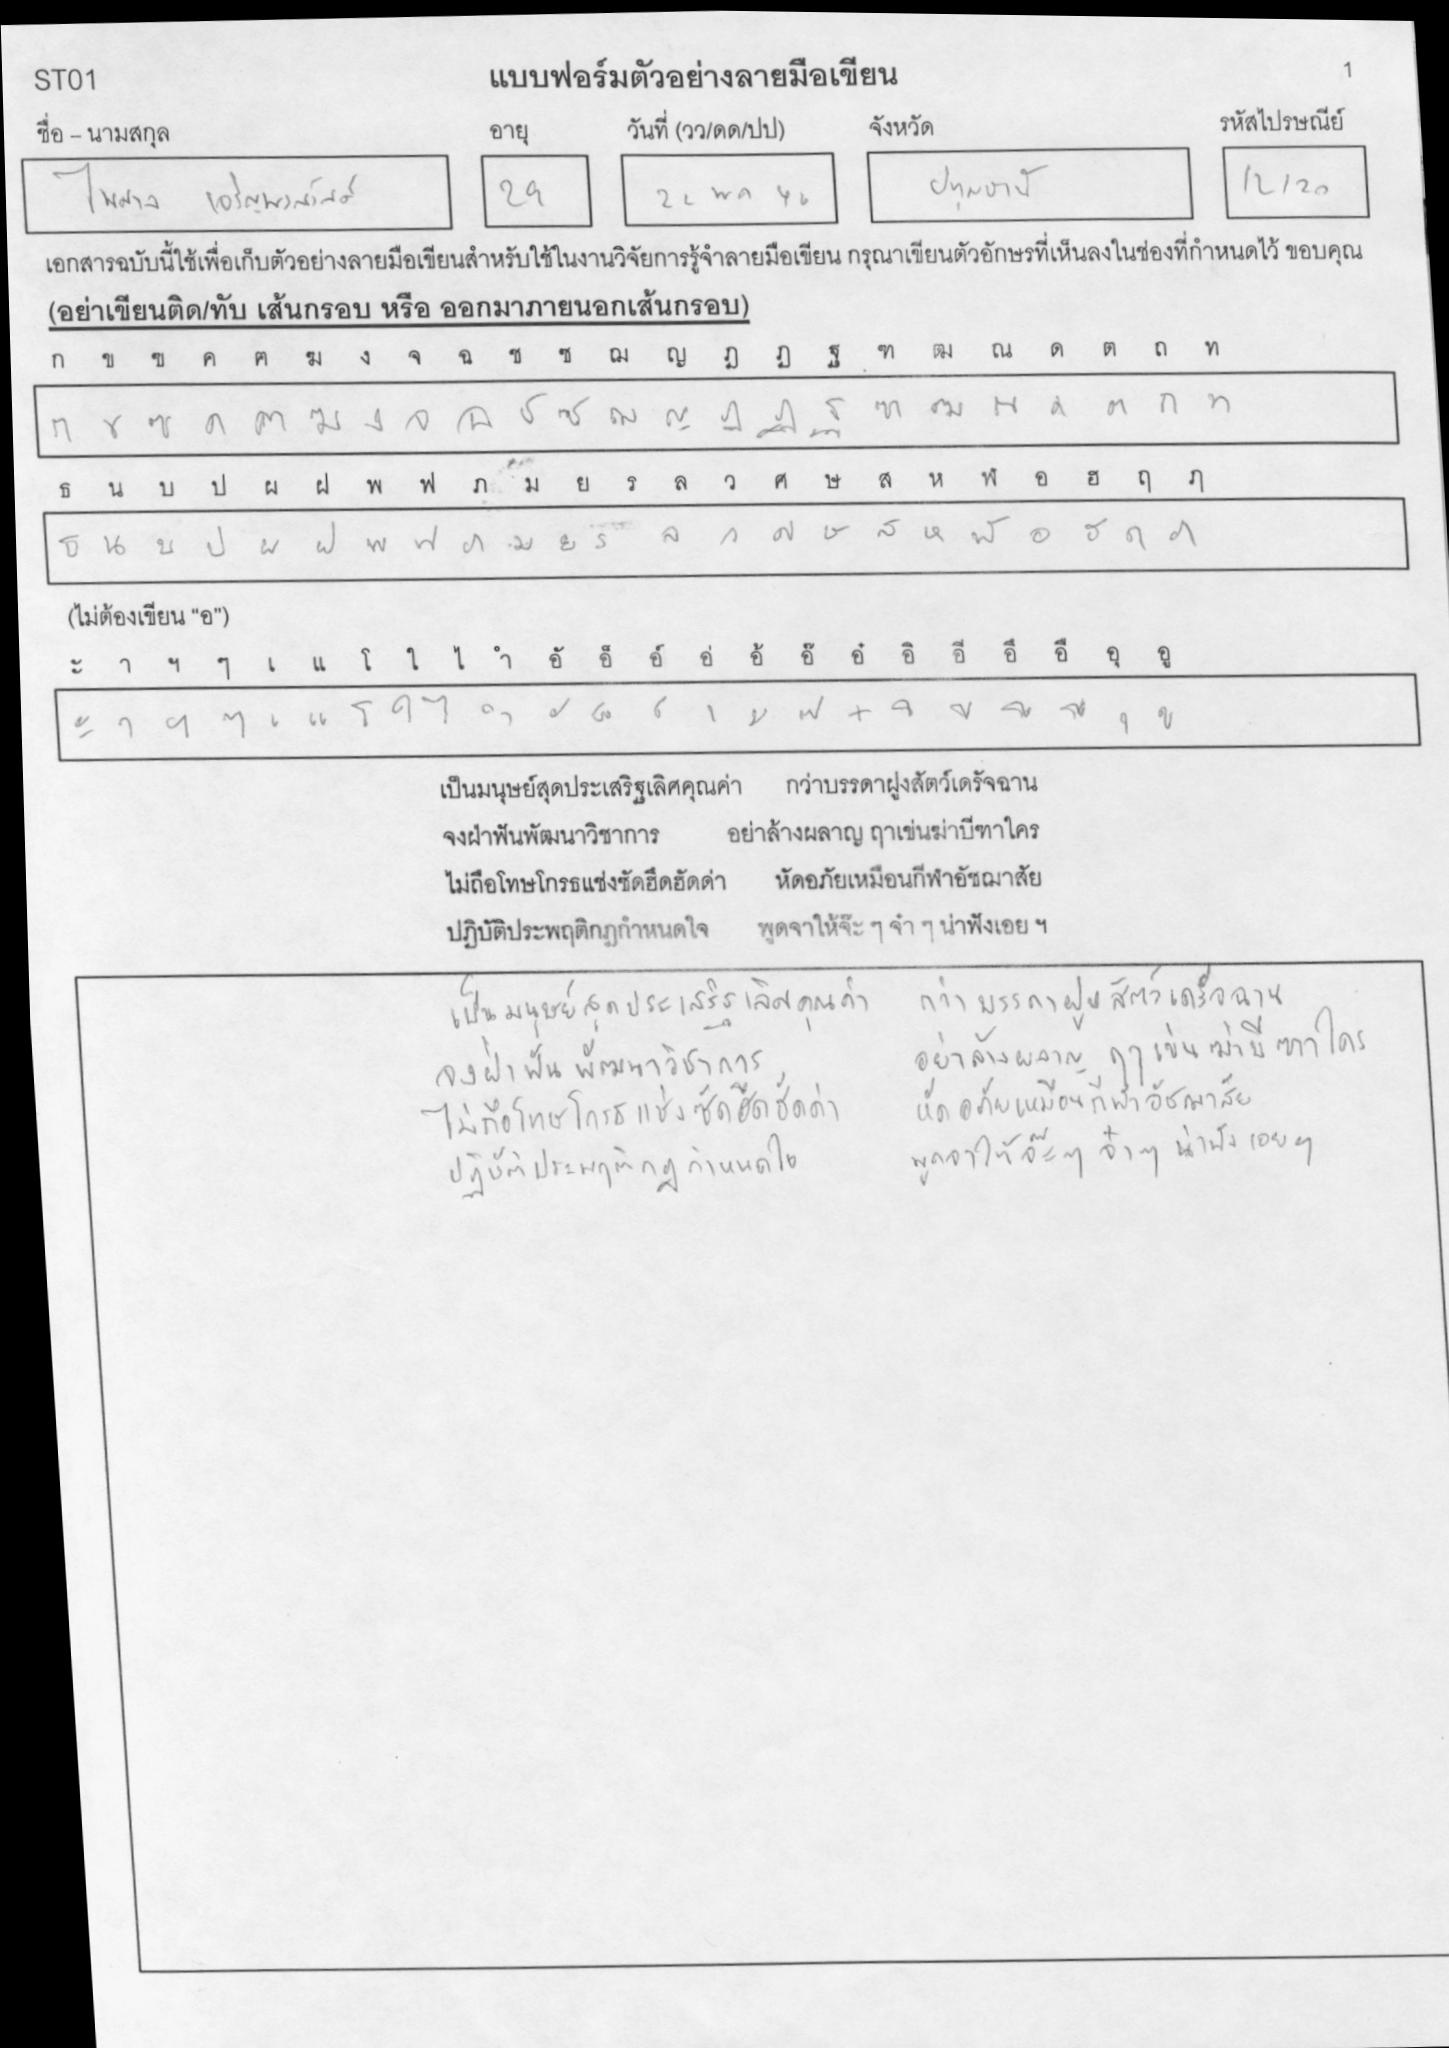 ST01 แบบฟอร์มตัวอย่างลายมือเขียน 1
ชื่อ – นามสกุล อายุ วันที่ (วว/ดด/ปป) จังหวัด รหัสไปรษณีย์
ไพศาล 29 22 พค 46 ปทุมธานี 12120
เอกสารฉบับนี้ใช้เพื่อเก็บตัวอย่างลายมือเขียนสำหรับใช้ในงานวิจัยการรู้จำลายมือเขียน กรุณาเขียนตัวอักษรที่เห็นลงในช่องที่กำหนดไว้ ขอบคุณ
(อย่าเขียนติด/ทับ เส้นกรอบ หรือ ออกมาภายนอกเส้นกรอบ)
ก ข ฃ ค ฅ ฆ ง จ ฉ ช ซ ฌ ญ ฎ ฏ ฐ ฑ ฒ ณ ด ต ถ ท
ก ข ฃ ค ฅ ฆ ง จ ฉ ช ซ ฌ ญ ฎ ฏ ฐ ฑ ฒ ณ ด ต ถ ท
ธ น บ ป ผ ฝ พ ฟ ภ ม ย ร ล ว ศ ษ ส ห ฬ อ ฮ ฤ ฦ
ธ น บ ป ผ ฝ พ ฟ ภ ม ย ร ล ว ศ ษ ส ห ฬ อ ฮ ฤ ฦ
(ไม่ต้องเขียน “อ”)
ะ า ฯ ๆ เ แ โ ใ ไ ำ อั อ็ อ์ อ่ อ้ อ๊ อ๋ อิ อี อึ อื อุ อู
ะ า ฯ ๆ เ แ โ ใ ไ ำ ั ็ ์ ่ ้ ๊ ๋ ิ ี ึ ื ุ ู
เป็นมนุษย์สุดประเสริฐเลิศคุณค่า กว่าบรรดาฝูงสัตว์เดรัจฉาน
จงฝ่าฟันพัฒนาวิชาการ อย่าล้างผลาญ ฤาเข่นฆ่าบีฑาใคร
ไม่ถือโทษโกรธแช่งซัดฮึดฮัดด่า หัดอภัยเหมือนกีฬาอัชฌาสัย
ปฏิบัติประพฤติกฎกำหนดใจ พูดจาให้จ๊ะ ๆ จ๋า ๆ น่าฟังเอย ฯ
เป็นมนุษย์สุดประเสริฐเลิศคุณค่า กว่าบรรดาฝูงสัตว์เดรัจฉาน
จงฝ่าฟันพัฒนาวิชาการ อย่าล้างผลาญ ฤๅเข่นฆ่าบีฑาใคร
ไม่ถือโทษโกรธแช่งซัดฮึดฮัดด่า หัดอภัยเหมือนกีฬาอัชฌาสัย
ปฏิบัติประพฤติกฎกำหนดใจ พูดจาให้จ๊ะๆ จ๋าๆ น่าฟังเอยฯ